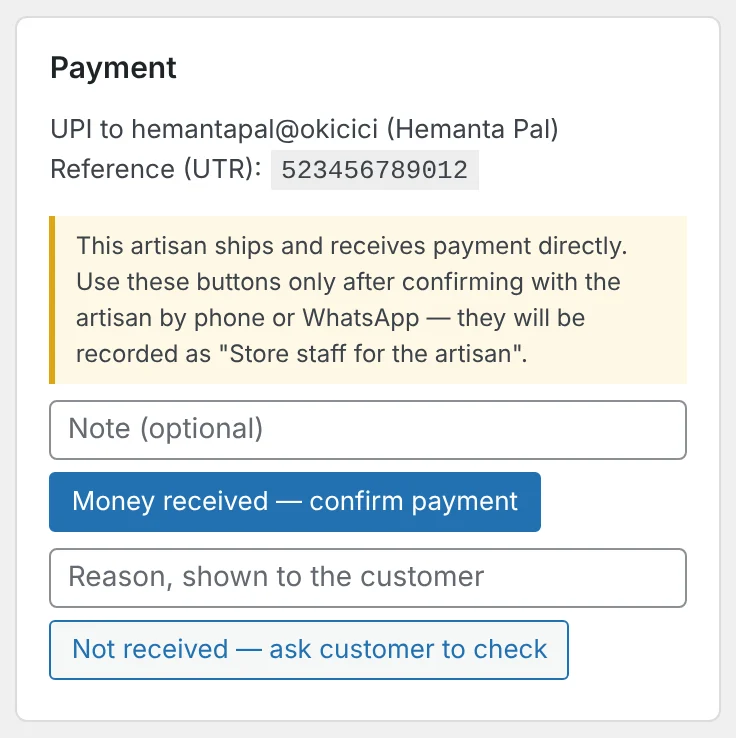 Payment
UPI to hemantapal@okicici (Hemanta Pal)
Reference (UTR): 523456789012
This artisan ships and receives payment directly.
Use these buttons only after confirming with the
artisan by phone or WhatsApp — they will be
recorded as "Store staff for the artisan".
Note (optional)
Money received — confirm payment
Reason, shown to the customer
Not received — ask customer to check